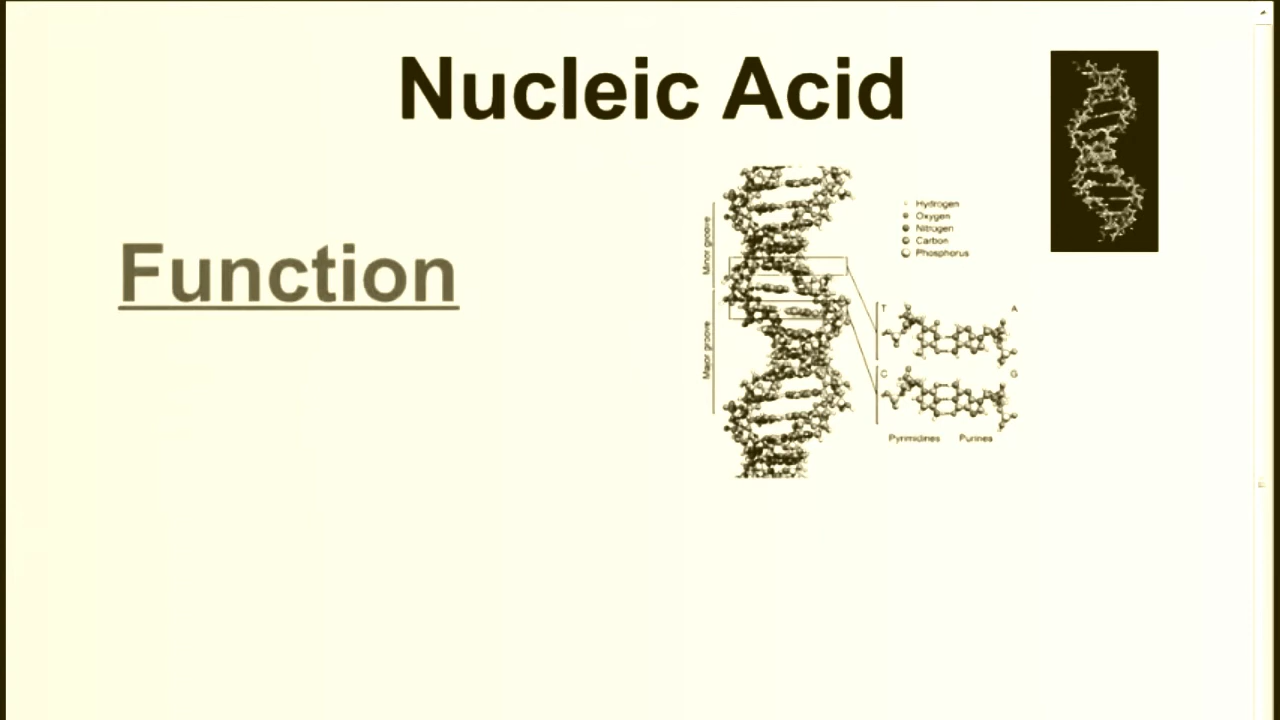 Nucleic Acid
Function
Minor groove
Major groove
Hydrogen
Oxygen
Nitrogen
Carbon
Phosphorus
T A
C G
Pyrimidines Purines